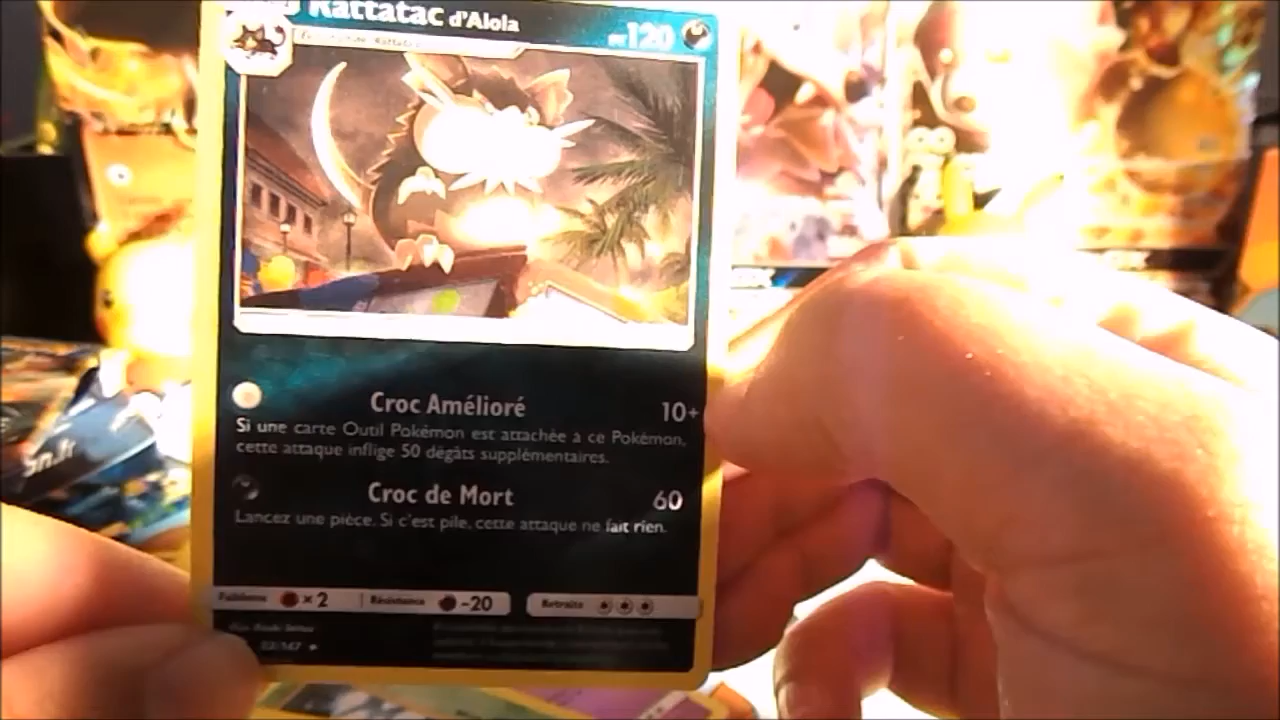 Rattatac d'Alola
PV120
Croc Amélioré 10+
Si une carte Outil Pokémon est attachée à ce Pokémon,
cette attaque inflige 50 dégâts supplémentaires.
Croc de Mort 60
Lancez une pièce. Si c'est pile, cette attaque ne fait rien.
Faiblesse ×2 Résistance -20 Retraite
/147